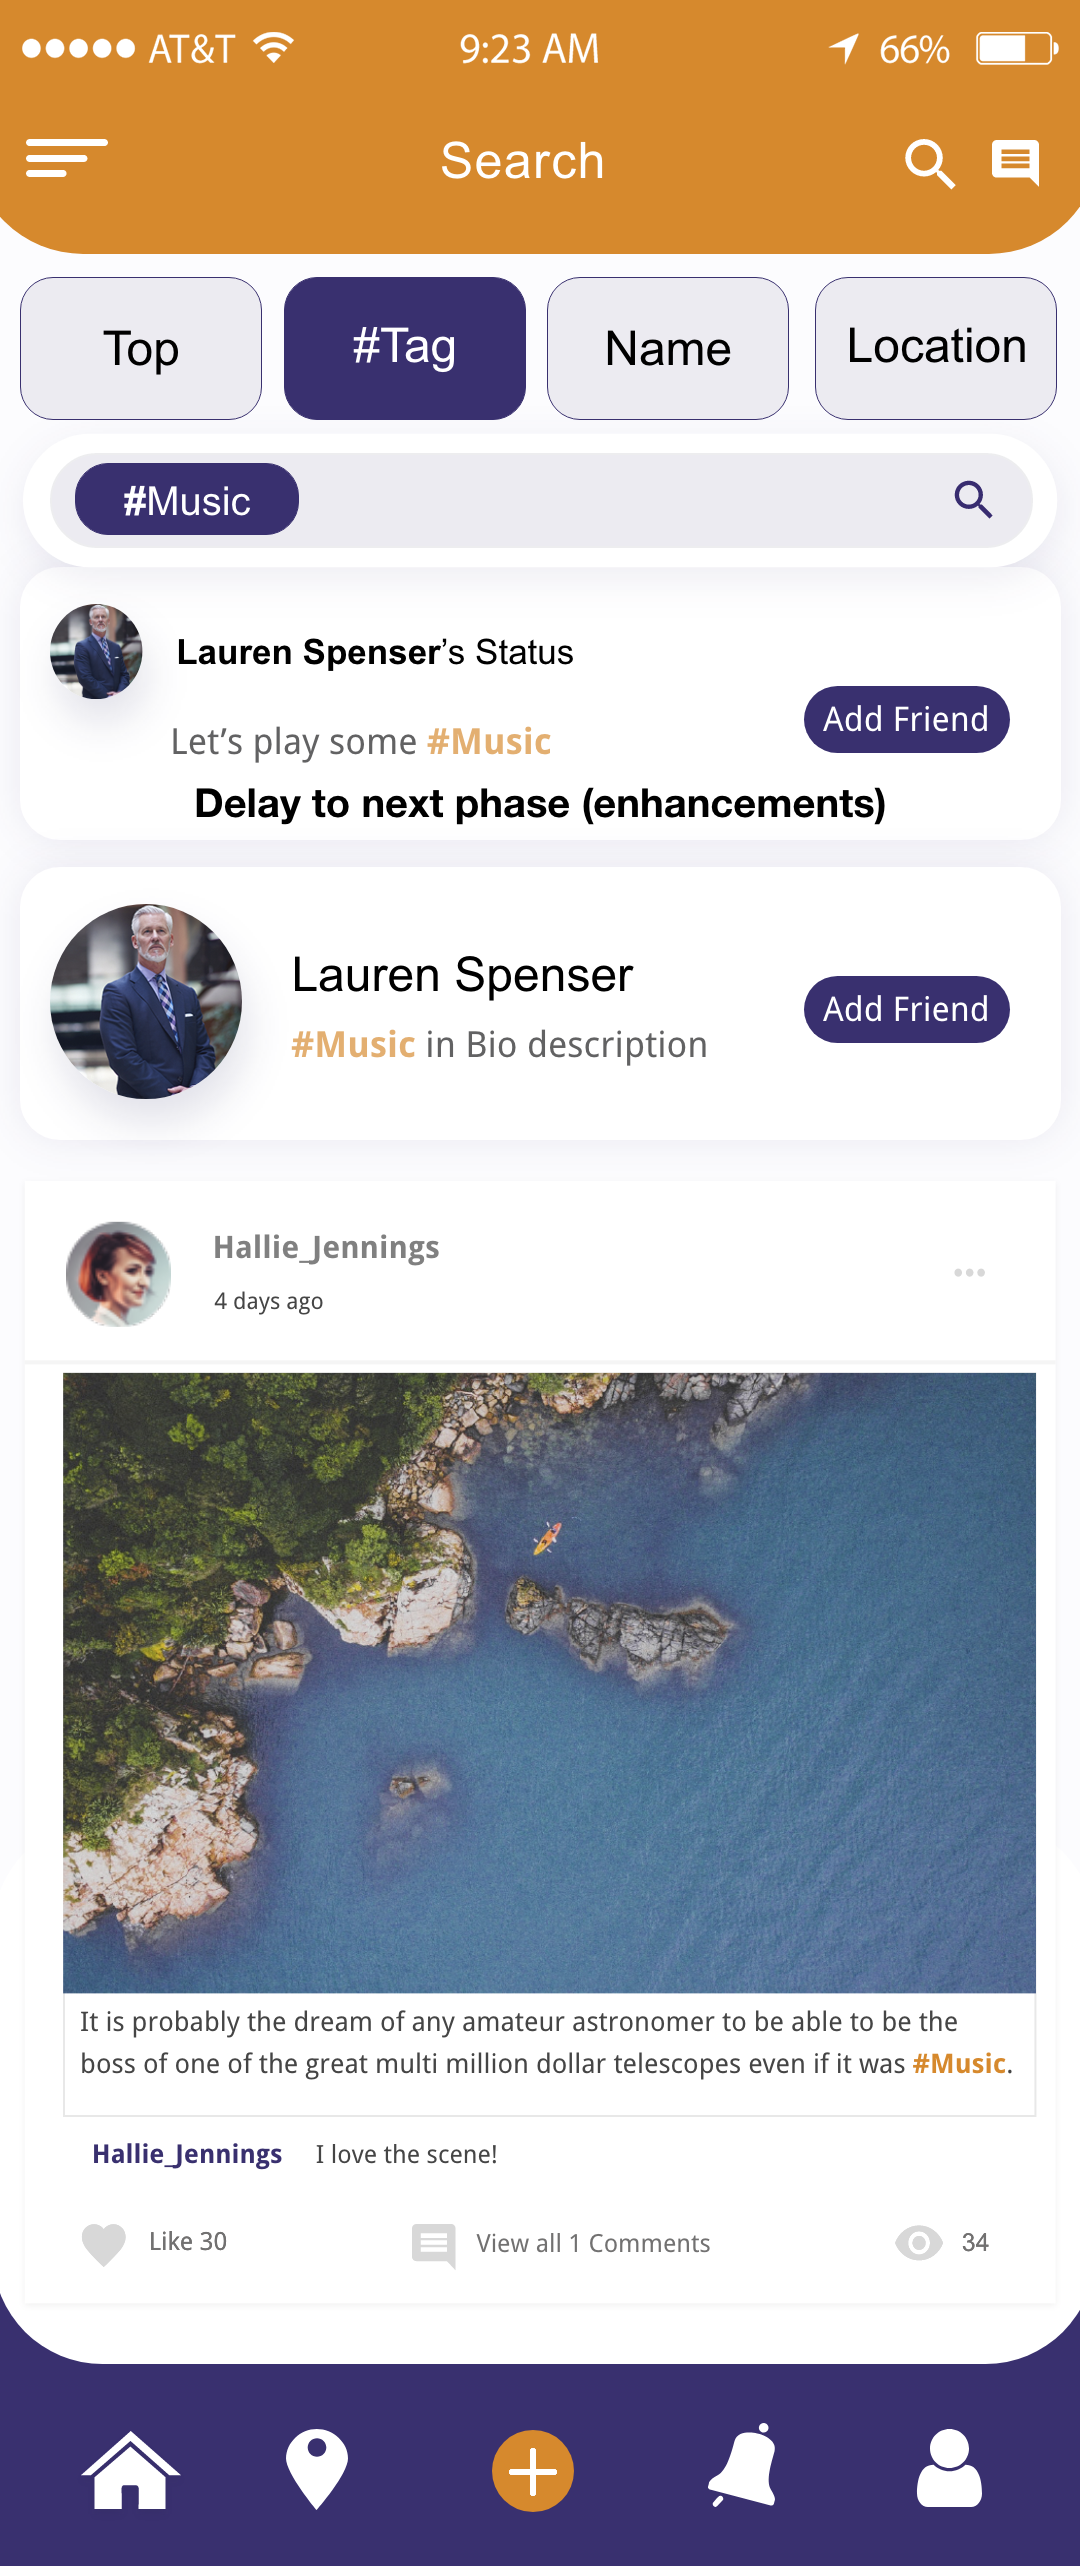 AT&T 9:23 AM 66%
Search
Top #Tag Name Location
#Music
Lauren Spenser’s Status
Let’s play some #Music
Add Friend
Delay to next phase (enhancements)
Lauren Spenser
#Music in Bio description
Add Friend
Hallie_Jennings
4 days ago
It is probably the dream of any amateur astronomer to be able to be the
boss of one of the great multi million dollar telescopes even if it was #Music.
Hallie_Jennings I love the scene!
Like 30 View all 1 Comments 34